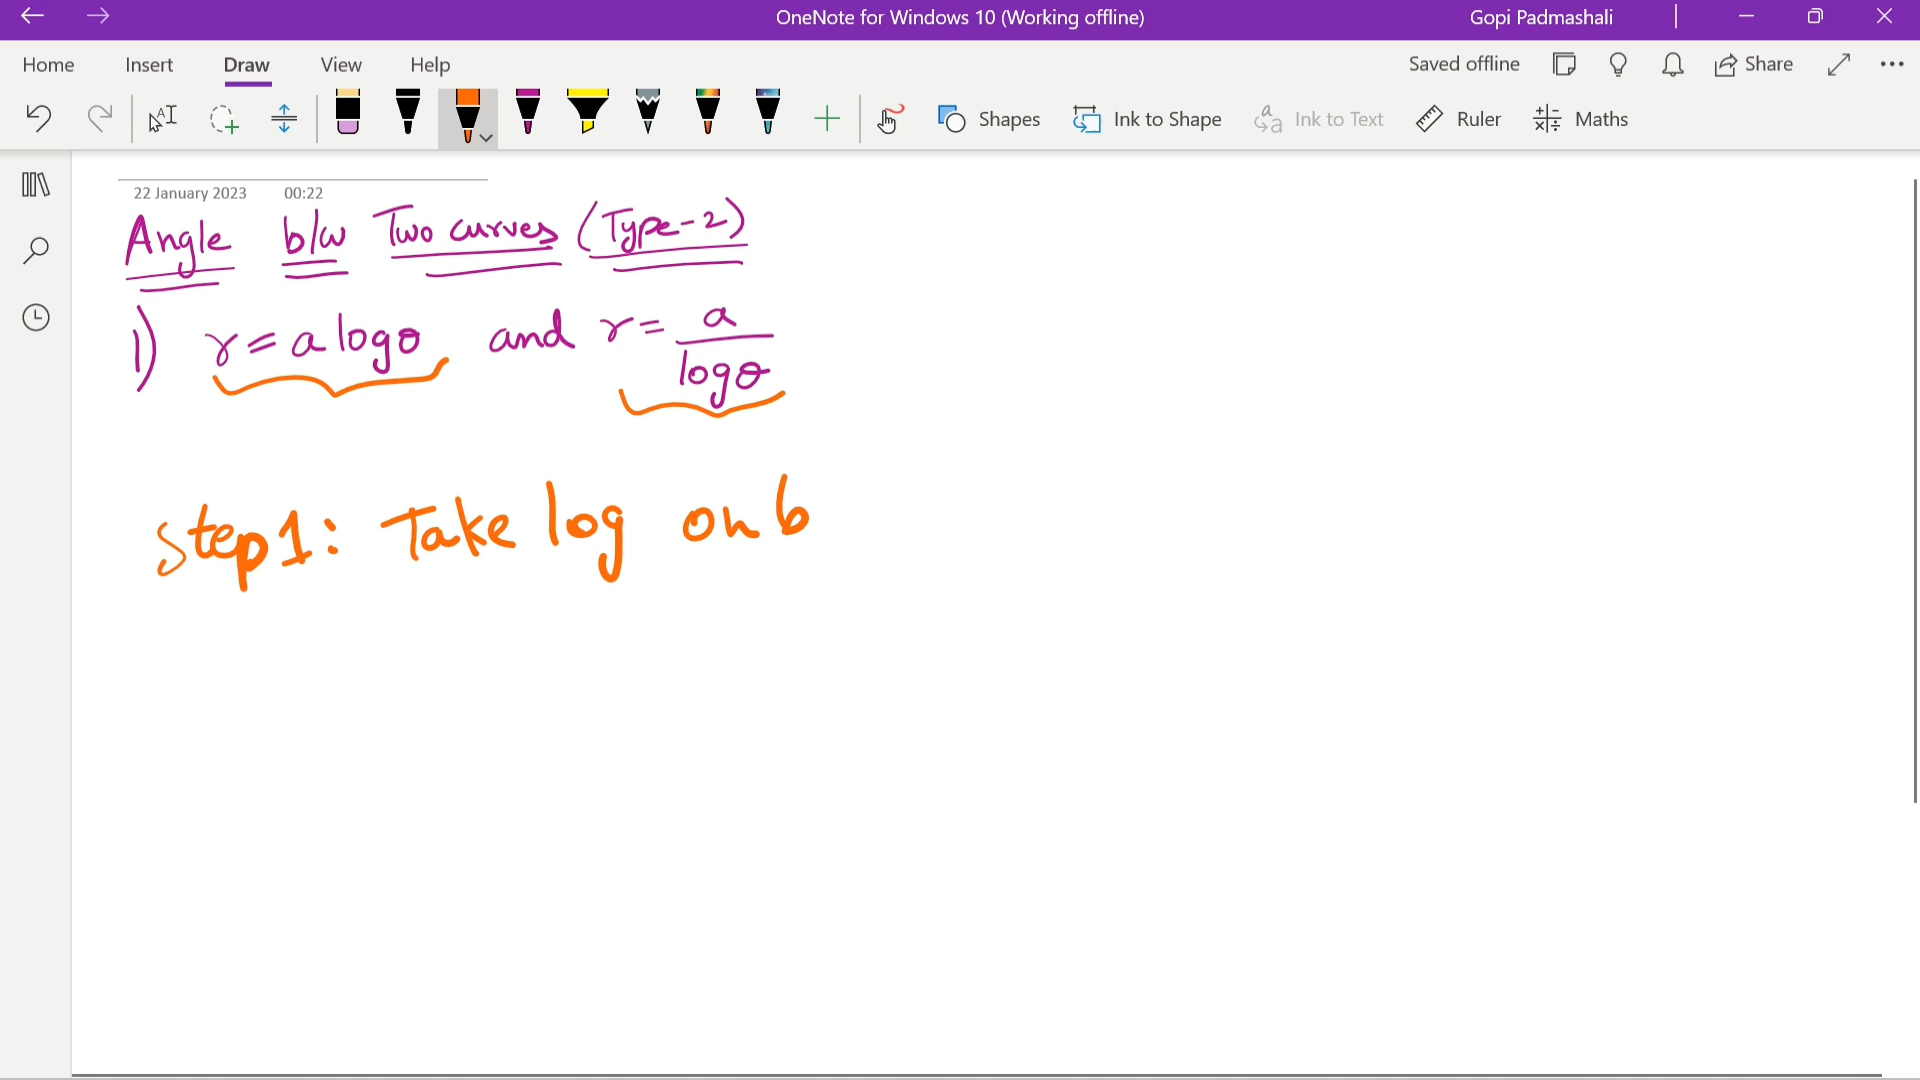 OneNote for Windows 10 (Working offline) Gopi Padmashali
Home Insert Draw View Help Saved offline Share
Shapes Ink to Shape Ink to Text Ruler Maths
22 January 2023 00:22
Angle b/w Two curves (Type-2)
1) r = a logθ and r = a/logθ
Step1: Take log on b